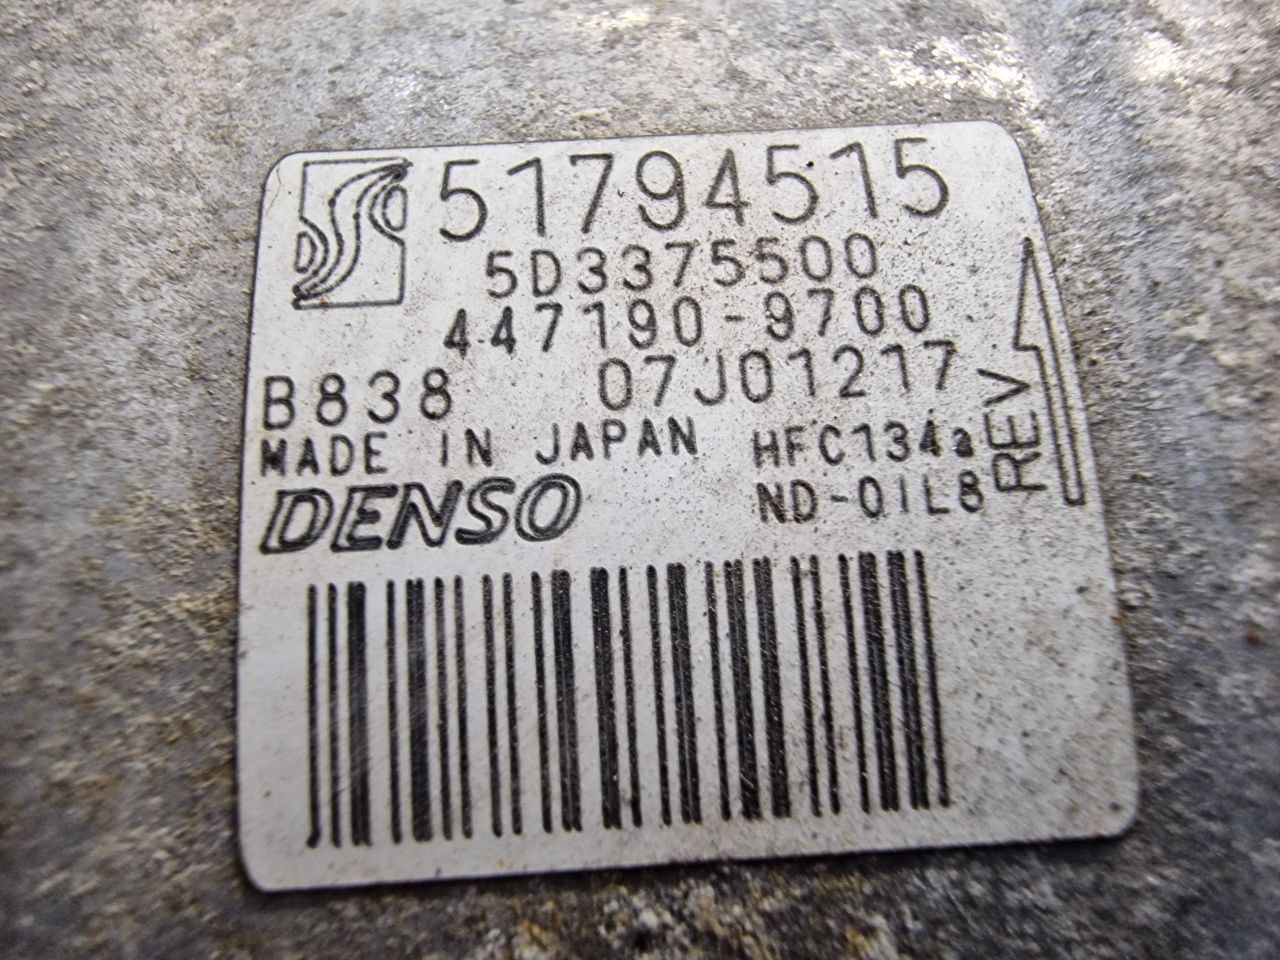 51794515
5D3375500
447190-9700
B838 07J01217
MADE IN JAPAN HFC134a
DENSO ND-OIL8
REV